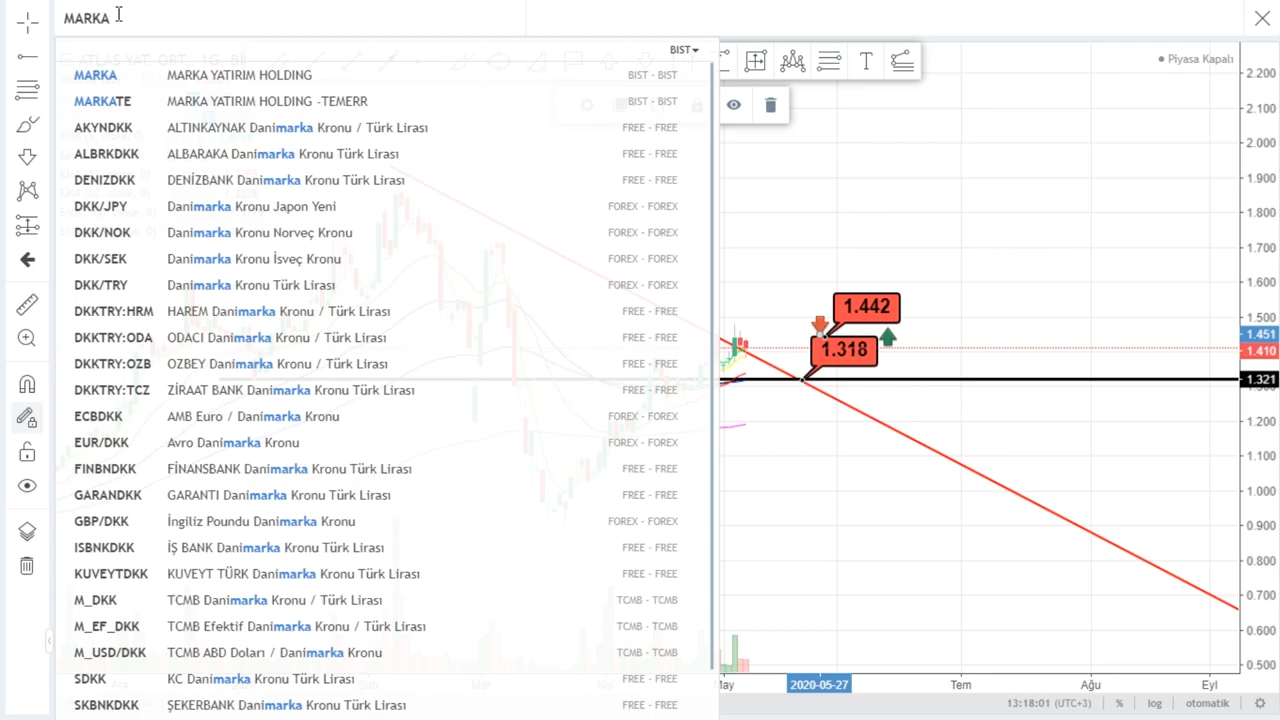 MARKA
ATLAS YAT. ORT.
BIST
MARKA MARKA YATIRIM HOLDING BIST - BIST
MARKATE MARKA YATIRIM HOLDING -TEMERR BIST - BIST
AKYNDKK ALTINKAYNAK Danimarka Kronu / Türk Lirası FREE - FREE
ALBRKDKK ALBARAKA Danimarka Kronu Türk Lirası FREE - FREE
DENIZDKK DENİZBANK Danimarka Kronu Türk Lirası FREE - FREE
DKK/JPY Danimarka Kronu Japon Yeni FOREX - FOREX
DKK/NOK Danimarka Kronu Norveç Kronu FOREX - FOREX
DKK/SEK Danimarka Kronu İsveç Kronu FOREX - FOREX
DKK/TRY Danimarka Kronu Türk Lirası FOREX - FOREX
DKKTRY:HRM HAREM Danimarka Kronu / Türk Lirası FREE - FREE
DKKTRY:ODA ODACI Danimarka Kronu / Türk Lirası FREE - FREE
DKKTRY:OZB OZBEY Danimarka Kronu / Türk Lirası FREE - FREE
DKKTRY:TCZ ZİRAAT BANK Danimarka Kronu / Türk Lirası FREE - FREE
ECBDKK AMB Euro / Danimarka Kronu FOREX - FOREX
EUR/DKK Avro Danimarka Kronu FOREX - FOREX
FINBNDKK FİNANSBANK Danimarka Kronu Türk Lirası FREE - FREE
GARANDKK GARANTI Danimarka Kronu Türk Lirası FREE - FREE
GBP/DKK İngiliz Poundu Danimarka Kronu FOREX - FOREX
ISBNKDKK İŞ BANK Danimarka Kronu Türk Lirası FREE - FREE
KUVEYTDKK KUVEYT TÜRK Danimarka Kronu Türk Lirası FREE - FREE
M_DKK TCMB Danimarka Kronu / Türk Lirası TCMB - TCMB
M_EF_DKK TCMB Efektif Danimarka Kronu / Türk Lirası TCMB - TCMB
M_USD/DKK TCMB ABD Doları / Danimarka Kronu TCMB - TCMB
SDKK KC Danimarka Kronu Türk Lirası FREE - FREE
SKBNKDKK ŞEKERBANK Danimarka Kronu Türk Lirası FREE - FREE
T
Piyasa Kapalı
2.200
2.100
2.000
1.900
1.800
1.700
1.600
1.500
1.451
1.410
1.321
1.200
1.100
1.000
0.900
0.800
0.700
0.600
0.500
1.442
1.318
Mar
May 2020-05-27 Tem Ağu Eyl
13:18:01 (UTC+3) % log otomatik